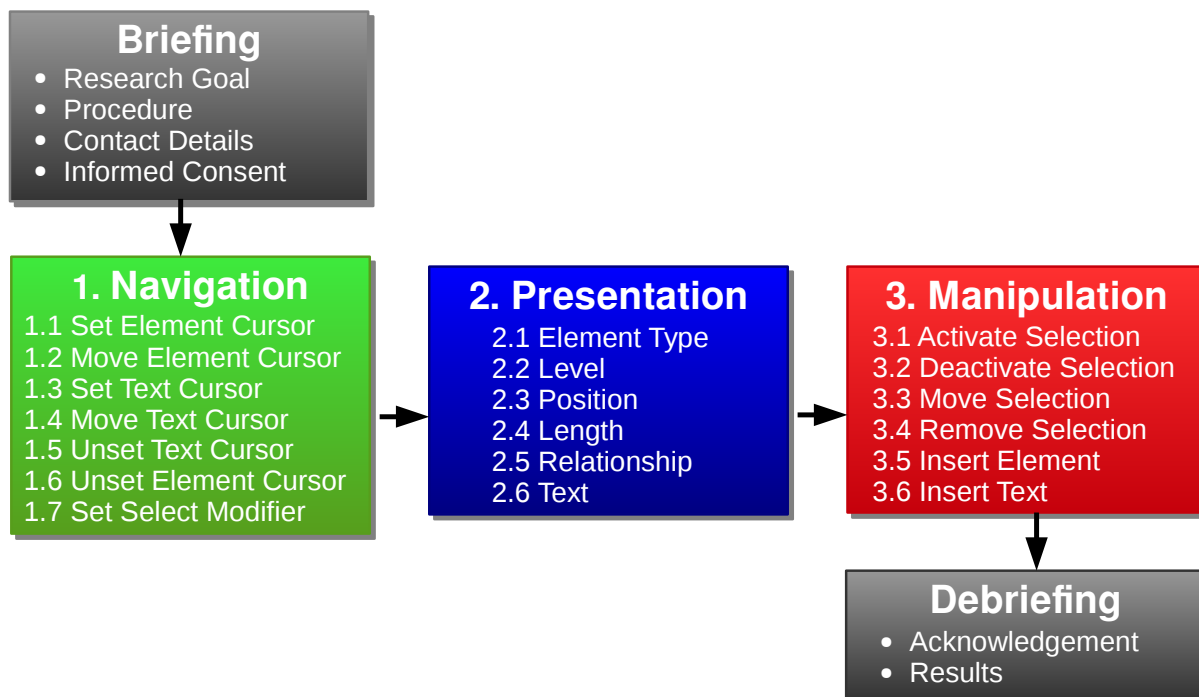 Briefing
• Research Goal
• Procedure
• Contact Details
• Informed Consent
1. Navigation
1.1 Set Element Cursor
1.2 Move Element Cursor
1.3 Set Text Cursor
1.4 Move Text Cursor
1.5 Unset Text Cursor
1.6 Unset Element Cursor
1.7 Set Select Modifier
2. Presentation
2.1 Element Type
2.2 Level
2.3 Position
2.4 Length
2.5 Relationship
2.6 Text
3. Manipulation
3.1 Activate Selection
3.2 Deactivate Selection
3.3 Move Selection
3.4 Remove Selection
3.5 Insert Element
3.6 Insert Text
Debriefing
• Acknowledgement
• Results